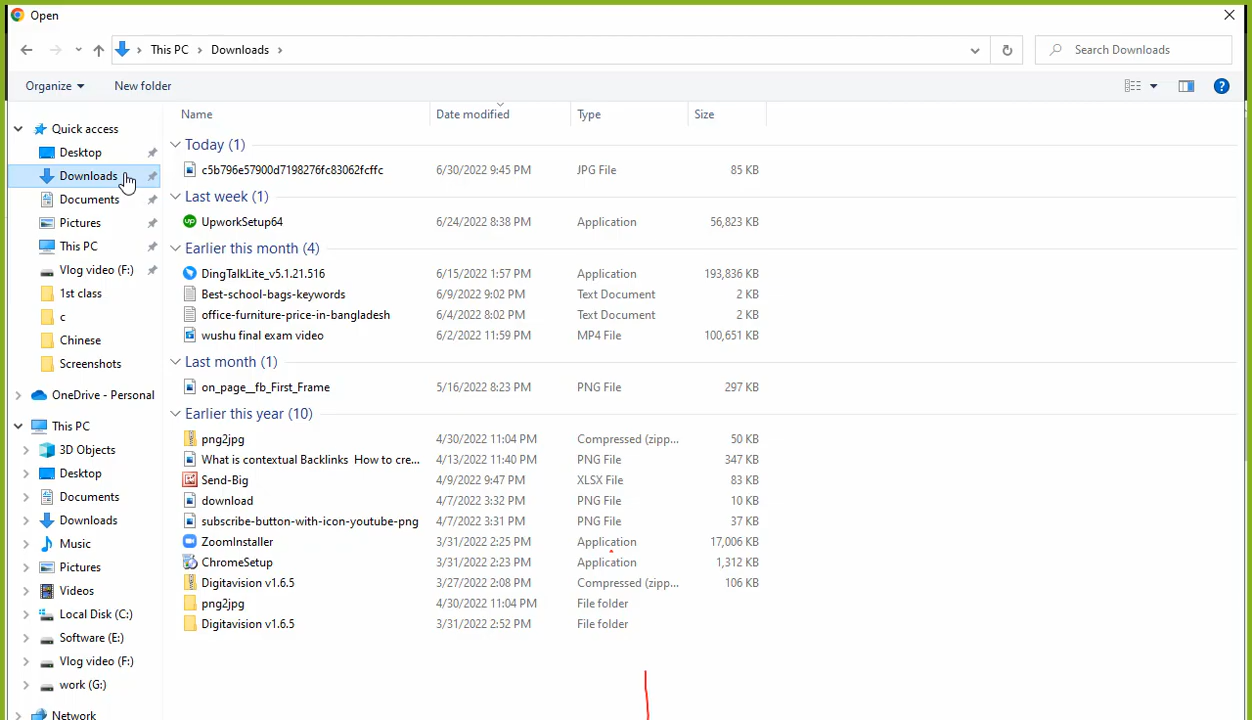 Open
This PC > Downloads >
Search Downloads
Organize
New folder
Name
Date modified
Type
Size
Quick access
Desktop
Downloads
Documents
Pictures
This PC
Vlog video (F:)
1st class
c
Chinese
Screenshots
OneDrive - Personal
This PC
3D Objects
Desktop
Documents
Downloads
Music
Pictures
Videos
Local Disk (C:)
Software (E:)
Vlog video (F:)
work (G:)
Network
Today (1)
c5b796e57900d7198276fc83062fcffc 6/30/2022 9:45 PM JPG File 85 KB
Last week (1)
UpworkSetup64 6/24/2022 8:38 PM Application 56,823 KB
Earlier this month (4)
DingTalkLite_v5.1.21.516 6/15/2022 1:57 PM Application 193,836 KB
Best-school-bags-keywords 6/9/2022 9:02 PM Text Document 2 KB
office-furniture-price-in-bangladesh 6/4/2022 8:02 PM Text Document 2 KB
wushu final exam video 6/2/2022 11:59 PM MP4 File 100,651 KB
Last month (1)
on_page__fb_First_Frame 5/16/2022 8:23 PM PNG File 297 KB
Earlier this year (10)
png2jpg 4/30/2022 11:04 PM Compressed (zipp... 50 KB
What is contextual Backlinks How to cre... 4/13/2022 11:40 PM PNG File 347 KB
Send-Big 4/9/2022 9:47 PM XLSX File 83 KB
download 4/7/2022 3:32 PM PNG File 10 KB
subscribe-button-with-icon-youtube-png 4/7/2022 3:31 PM PNG File 37 KB
ZoomInstaller 3/31/2022 2:25 PM Application 17,006 KB
ChromeSetup 3/31/2022 2:23 PM Application 1,312 KB
Digitavision v1.6.5 3/27/2022 2:08 PM Compressed (zipp... 106 KB
png2jpg 4/30/2022 11:04 PM File folder
Digitavision v1.6.5 3/31/2022 2:52 PM File folder